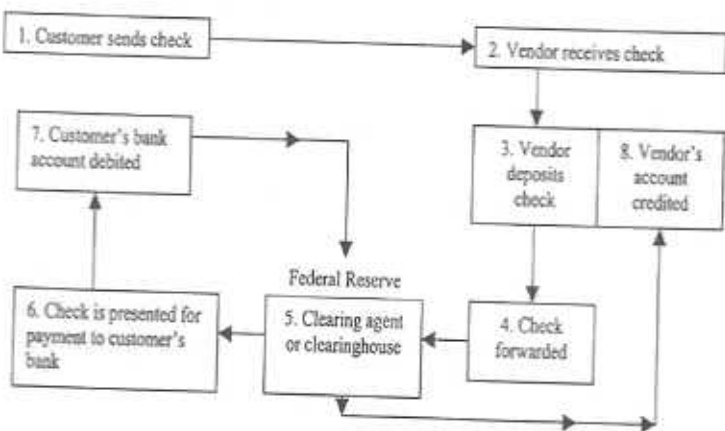 1. Customer sends check
2. Vendor receives check
7. Customer's bank
account debited
3. Vendor
deposits
check
8. Vendor's
account
credited
Federal Reserve
6. Check is presented for
payment to customer's
bank
5. Clearing agent
or clearinghouse
4. Check
forwarded